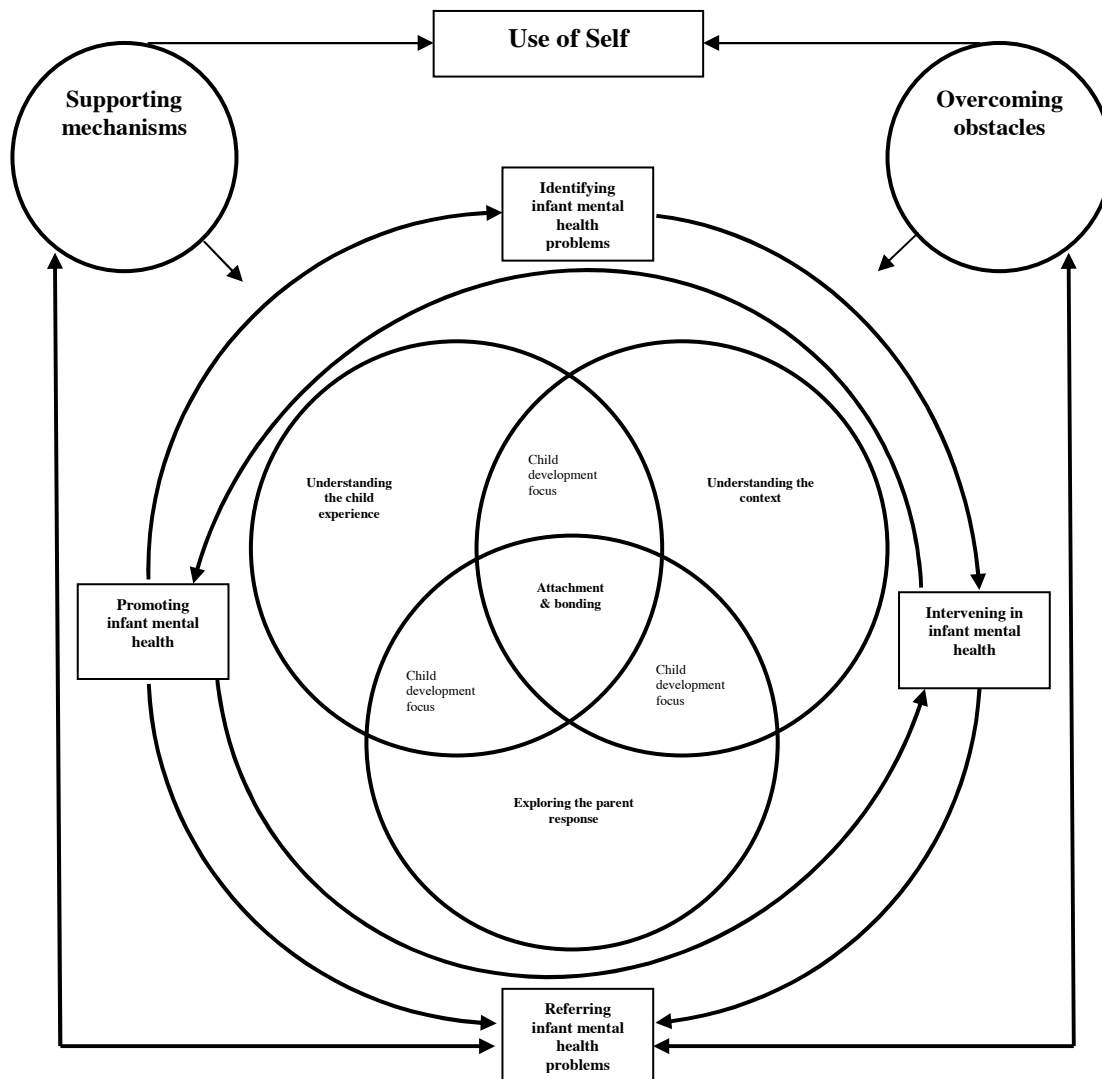 Use of Self
Supporting
mechanisms
Overcoming
obstacles
Identifying
infant mental
health
problems
Child
development
focus
Understanding
the child
experience
Understanding the
context
Attachment
& bonding
Promoting
infant mental
health
Intervening in
infant mental
health
Child
development
focus
Child
development
focus
Exploring the parent
response
Referring
infant mental
health
problems